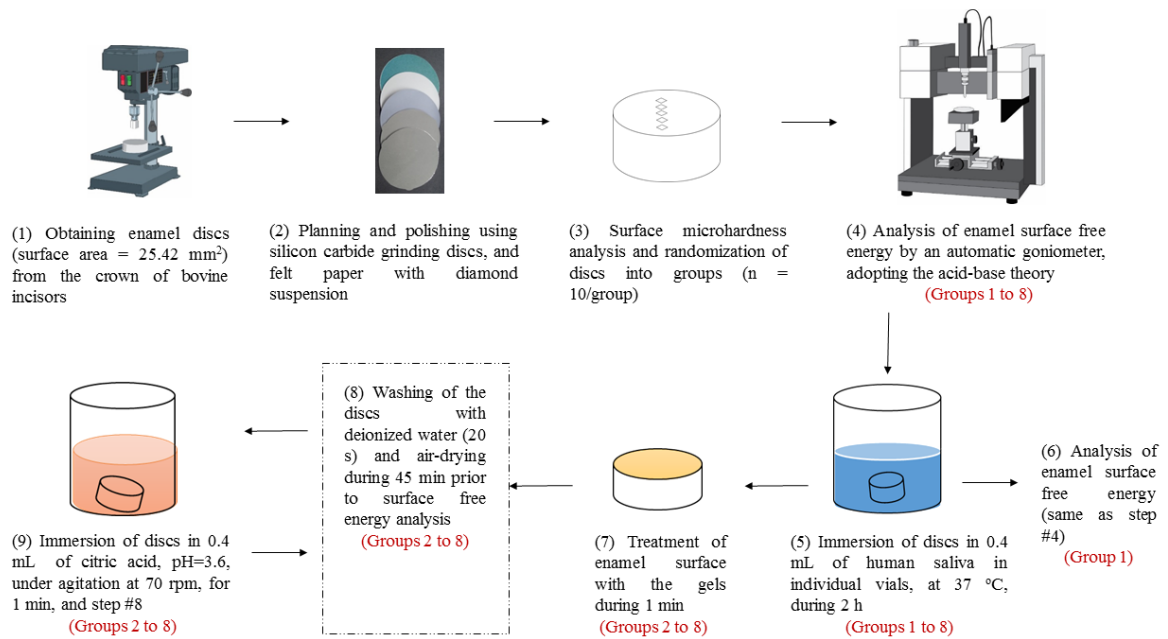 (1) Obtaining enamel discs
(surface area = 25.42 mm²)
from the crown of bovine
incisors
(2) Planning and polishing using
silicon carbide grinding discs, and
felt paper with diamond
suspension
(3) Surface microhardness
analysis and randomization of
discs into groups (n =
10/group)
(4) Analysis of enamel surface free
energy by an automatic goniometer,
adopting the acid-base theory
(Groups 1 to 8)
(5) Immersion of discs in 0.4
mL of human saliva in
individual vials, at 37 °C,
during 2 h
(Groups 1 to 8)
(6) Analysis of
enamel surface
free energy
(same as step
#4)
(Group 1)
(7) Treatment of
enamel surface
with the gels
during 1 min
(Groups 2 to 8)
(8) Washing of the
discs with
deionized water (20
s) and air-drying
during 45 min prior
to surface free
energy analysis
(Groups 2 to 8)
(9) Immersion of discs in 0.4
mL of citric acid, pH=3.6,
under agitation at 70 rpm, for
1 min, and step #8
(Groups 2 to 8)